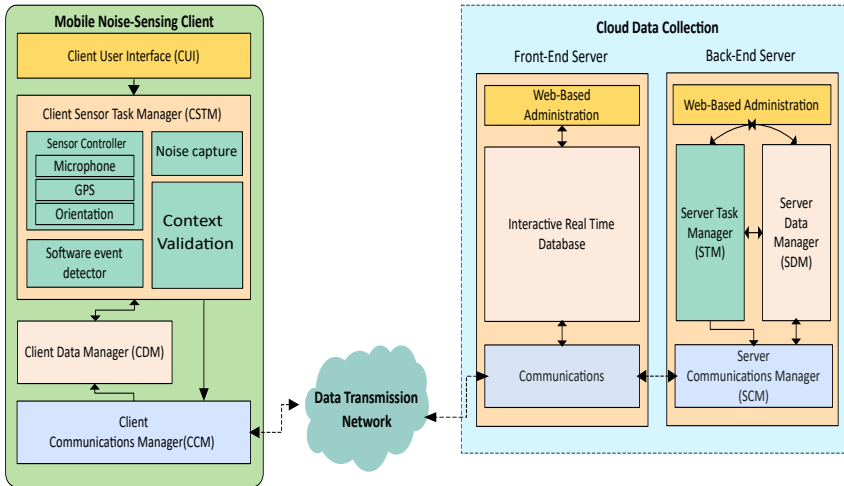 Mobile Noise-Sensing Client
Client User Interface (CUI)
Client Sensor Task Manager (CSTM)
Sensor Controller
Microphone
GPS
Orientation
Noise capture
Context
Validation
Software event
detector
Client Data Manager (CDM)
Client
Communications Manager(CCM)
Data Transmission
Network
Cloud Data Collection
Front-End Server
Web-Based
Administration
Interactive Real Time
Database
Communications
Back-End Server
Web-Based Administration
Server Task
Manager
(STM)
Server
Data
Manager
(SDM)
Server
Communications Manager
(SCM)